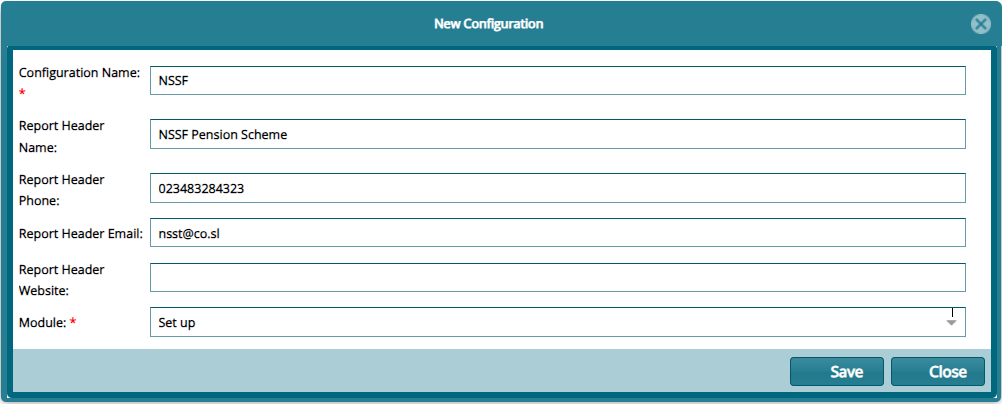 New Configuration
Configuration Name: NSSF
*
Report Header
Name: NSSF Pension Scheme
Report Header
Phone: 023483284323
Report Header Email: nsst@co.sl
Report Header
Website:
Module: * Set up
Save Close